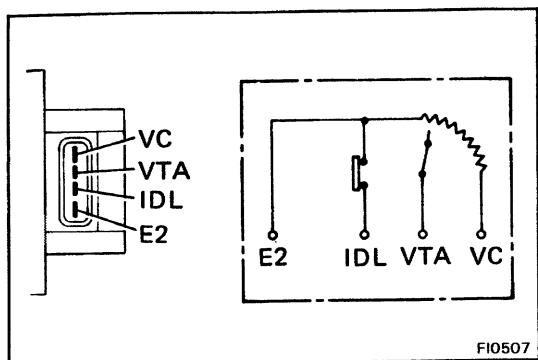 VC
VTA
IDL
E2
E2 IDL VTA VC
FI0507